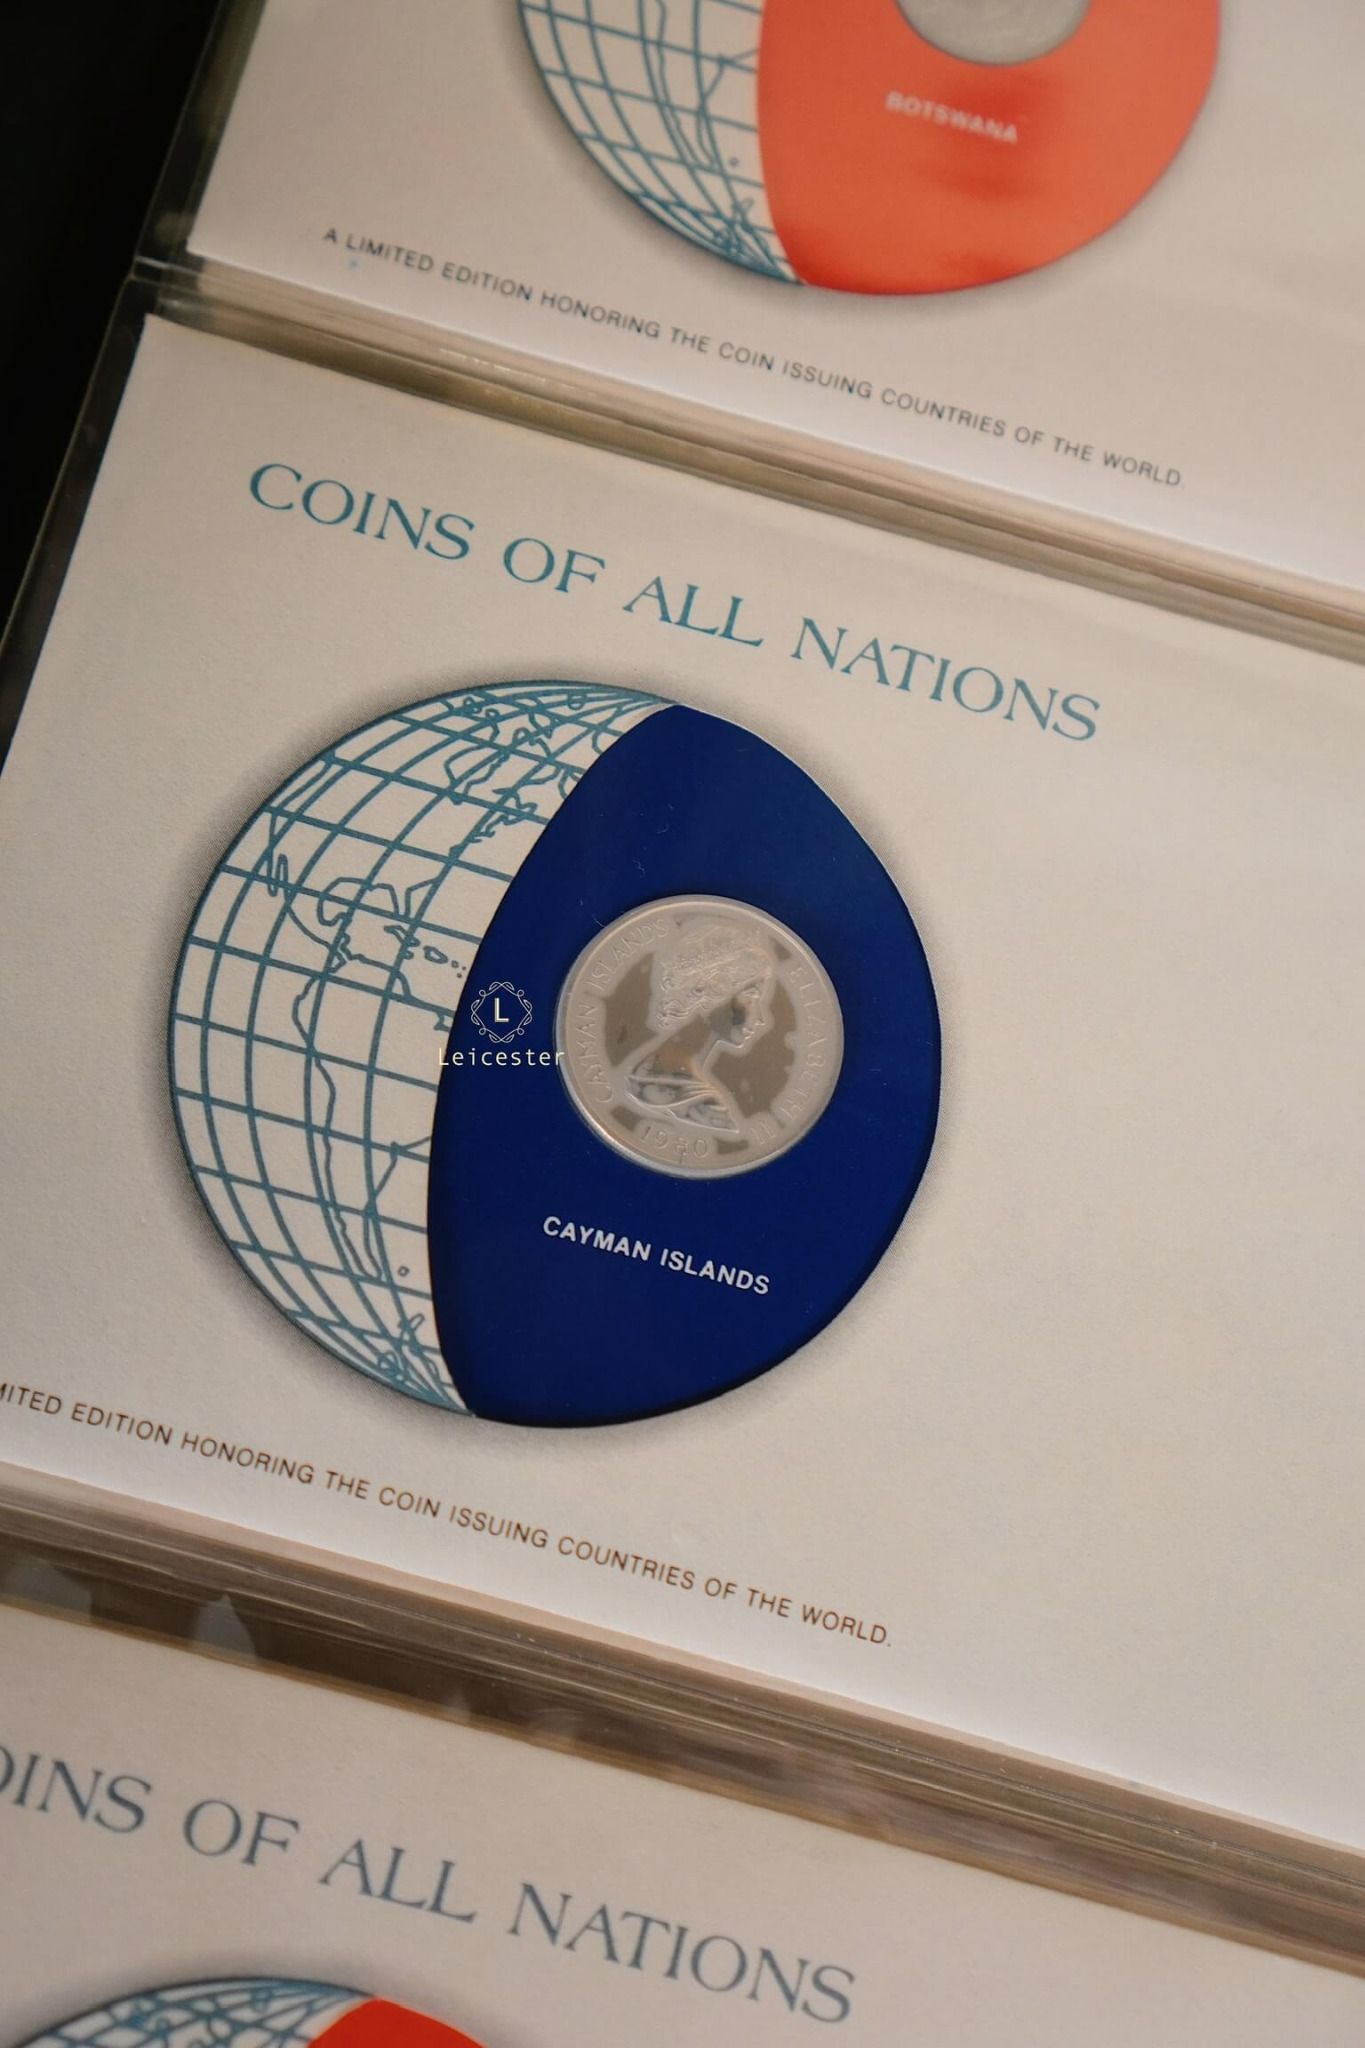 BOTSWANA
A LIMITED EDITION HONORING THE COIN ISSUING COUNTRIES OF THE WORLD.
COINS OF ALL NATIONS
CAYMAN ISLANDS
ELIZABETH II
1980
L
Leicester
CAYMAN ISLANDS
MITED EDITION HONORING THE COIN ISSUING COUNTRIES OF THE WORLD.
OINS OF ALL NATIONS